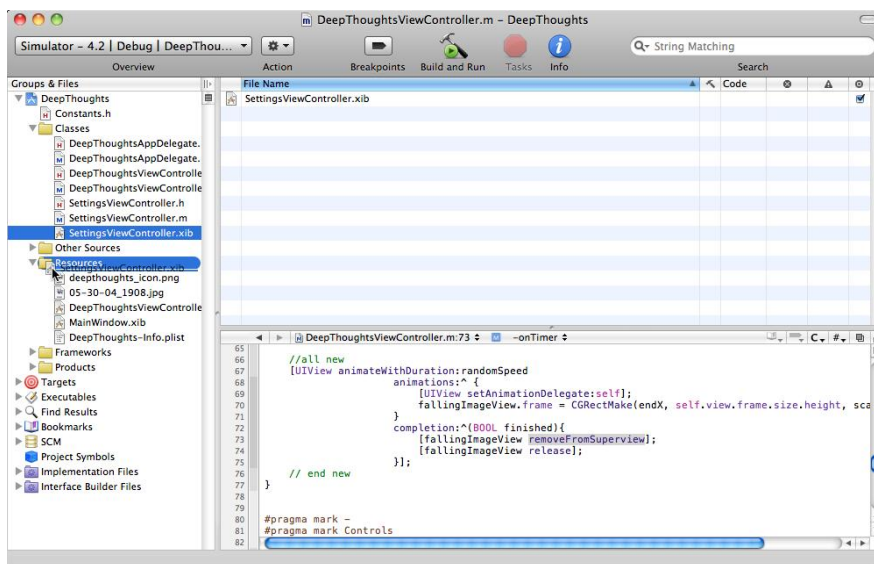 DeepThoughtsViewController.m - DeepThoughts
Simulator - 4.2 | Debug | DeepThou...
String Matching
Overview Action Breakpoints Build and Run Tasks Info Search
Groups & Files
File Name Code
DeepThoughts
SettingsViewController.xib
Constants.h
Classes
DeepThoughtsAppDelegate.
DeepThoughtsAppDelegate.
DeepThoughtsViewControlle
DeepThoughtsViewControlle
SettingsViewController.h
SettingsViewController.m
SettingsViewController.xib
Other Sources
Resources
SettingsViewController.xib
deepthoughts_icon.png
05-30-04_1908.jpg
DeepThoughtsViewControlle
MainWindow.xib
DeepThoughts-Info.plist
Frameworks
Products
Targets
Executables
Find Results
Bookmarks
SCM
Project Symbols
Implementation Files
Interface Builder Files
DeepThoughtsViewController.m:73 -onTimer C, #,
65
66 //all new
67 [UIView animateWithDuration:randomSpeed
68 animations:^ {
69 [UIView setAnimationDelegate:self];
70 fallingImageView.frame = CGRectMake(endX, self.view.frame.size.height, sca
71 }
72 completion:^(BOOL finished){
73 [fallingImageView removeFromSuperview];
74 [fallingImageView release];
75 }];
76 // end new
77 }
78
79
80 #pragma mark -
81 #pragma mark Controls
82